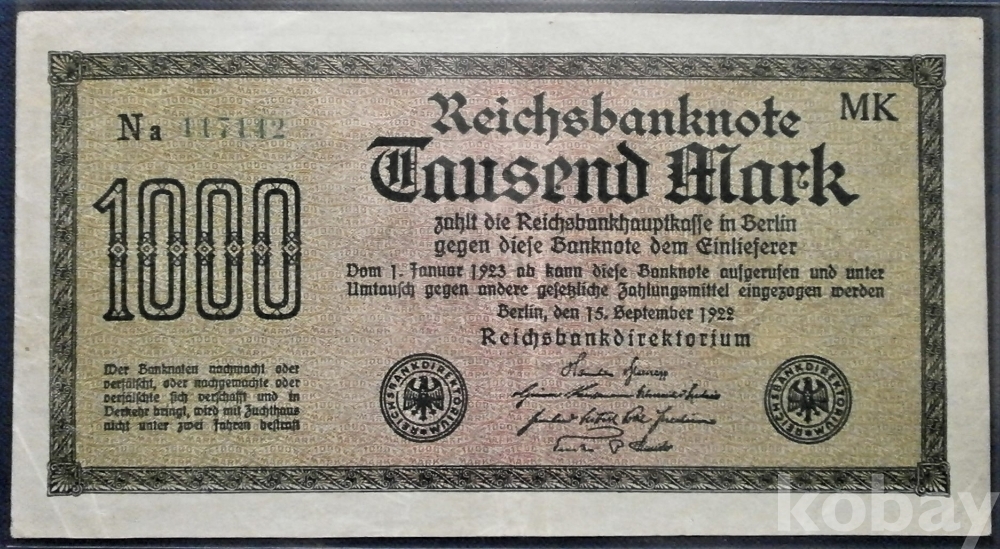 Na 117142
1000
Reichsbanknote
MK
Tausend Mark
zahlt die Reichsbankhauptkasse in Berlin
gegen diese Banknote dem Einlieferer
Vom 1. Januar 1923 ab kann diese Banknote aufgerufen und unter
Umtausch gegen andere gesetzliche Zahlungsmittel eingezogen werden
Berlin, den 15. September 1922
Reichsbankdirektorium
Wer Banknoten nachmacht oder
verfälscht, oder nachgemachte oder
verfälschte sich verschafft und in
Verkehr bringt, wird mit Zuchthaus
nicht unter zwei Jahren bestraft
REICHSBANKDIREKTORIUM
REICHSBANKDIREKTORIUM
kobay